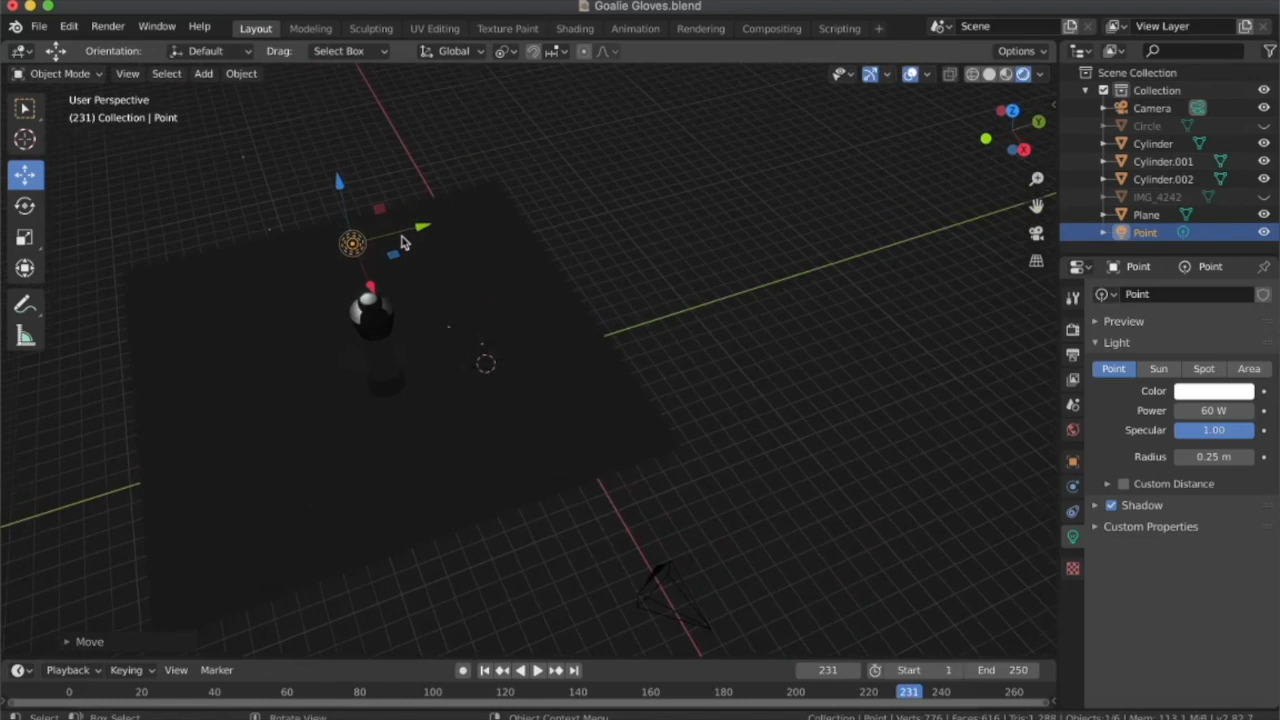 Goalie Gloves.blend
File Edit Render Window Help Layout Modeling Sculpting UV Editing Texture Paint Shading Animation Rendering Compositing Scripting + Scene View Layer
Orientation: Default Drag: Select Box Global Options
Object Mode View Select Add Object
User Perspective
(231) Collection | Point
Z
Y
X
Move
Scene Collection
Collection
Camera
Circle
Cylinder
Cylinder.001
Cylinder.002
IMG_4242
Plane
Point
Point Point
Point
Preview
Light
Point Sun Spot Area
Color
Power 60 W
Specular 1.00
Radius 0.25 m
Custom Distance
Shadow
Custom Properties
Playback Keying View Marker 231 Start 1 End 250
0 20 40 60 80 100 120 140 160 180 200 220 231 240 260
Select Box Select Rotate View Object Context Menu Collection | Point | Verts:776 | Faces:616 | Tris:1,288 | Objects:1/6 | Mem: 113.1 MiB | v2.82.7